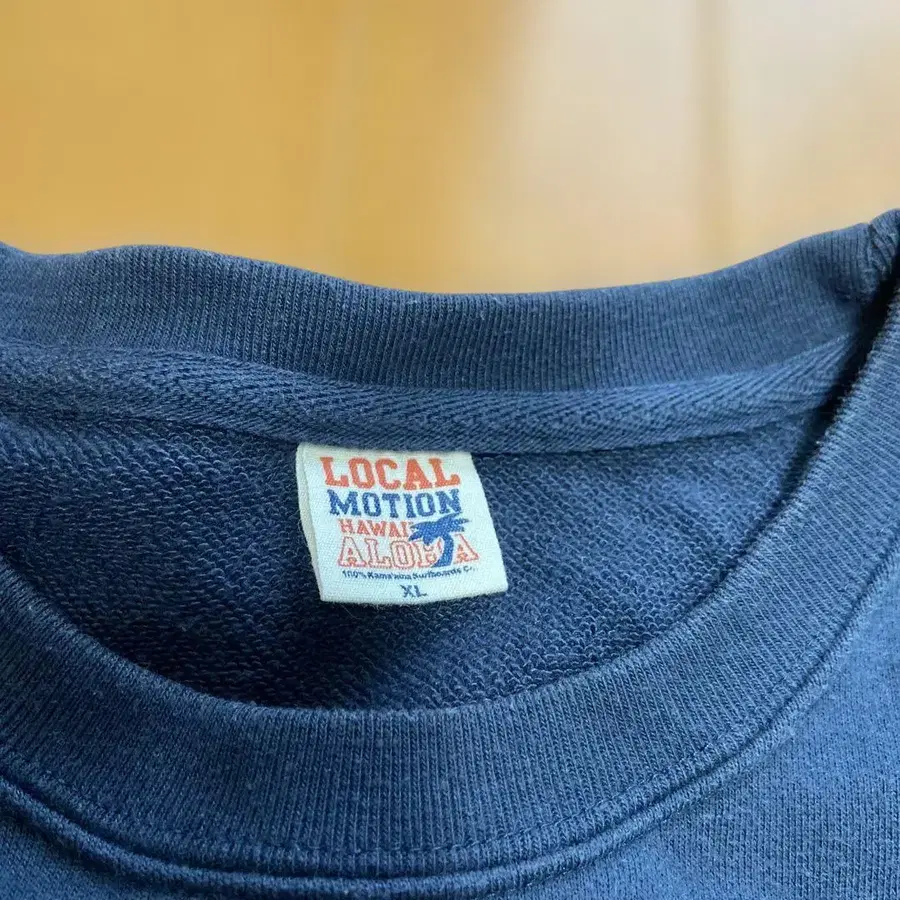 LOCAL
MOTION
HAWAII
ALOHA
100% Kama'aina Surfboards Co.
XL